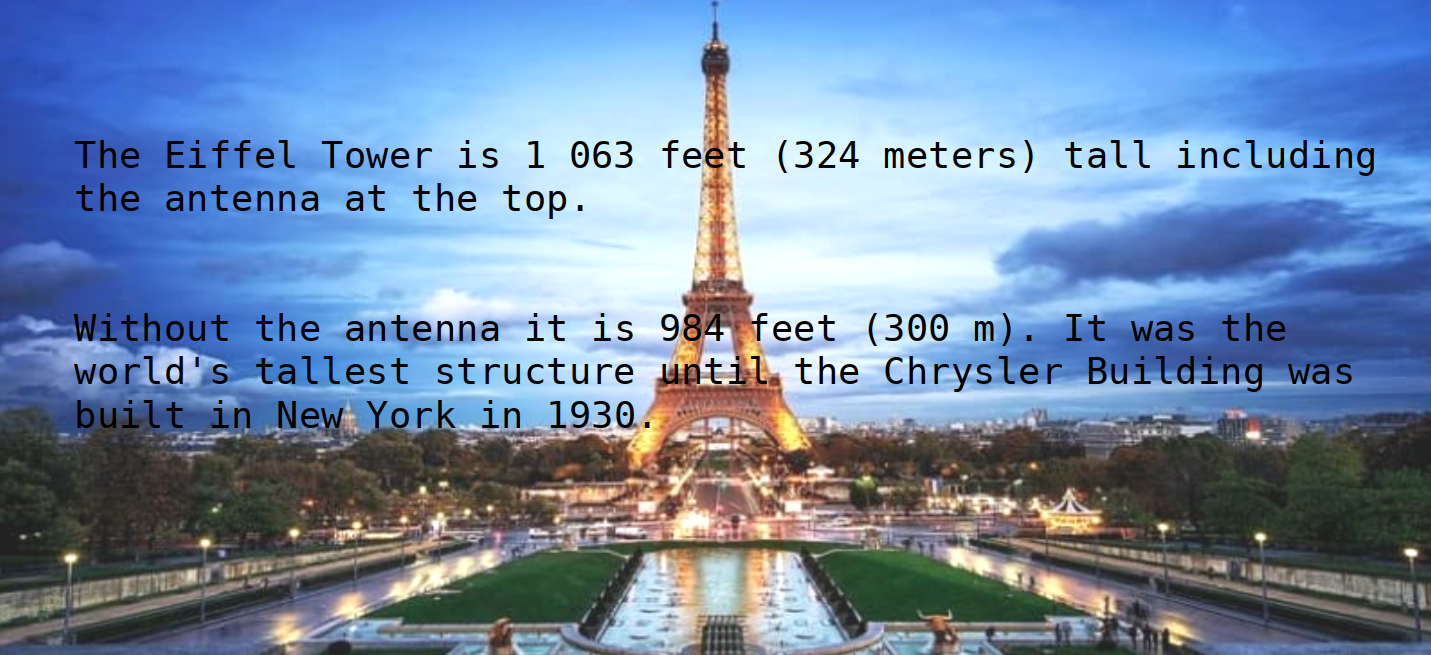 The Eiffel Tower is 1 063 feet (324 meters) tall including
the antenna at the top.
Without the antenna it is 984 feet (300 m). It was the
world's tallest structure until the Chrysler Building was
built in New York in 1930.